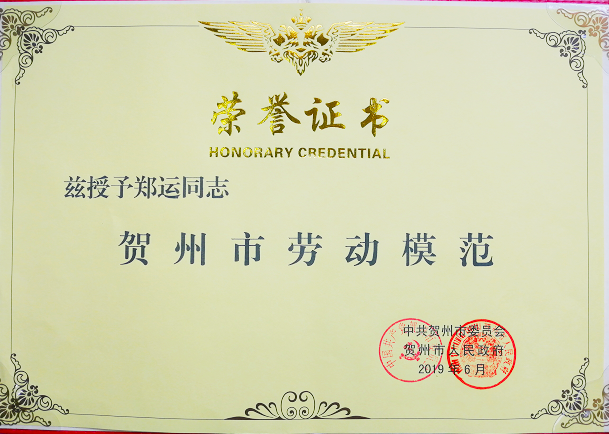 荣誉证书
HONORARY CREDENTIAL
兹授予郑运同志
贺州市劳动模范
中共贺州市委员会
贺州市人民政府
2019年6月